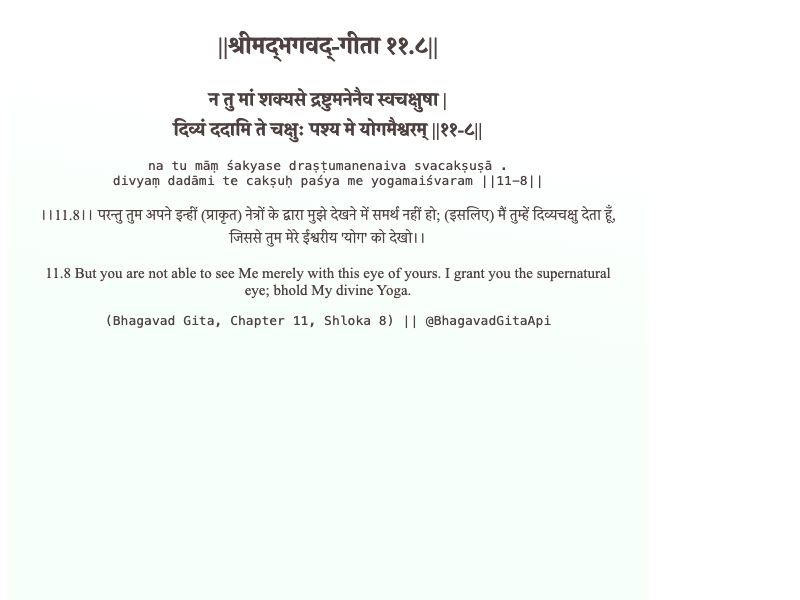 ||श्रीमद्‍भगवद्‍-गीता ११.८||
न तु मां शक्यसे द्रष्टुमनेनैव स्वचक्षुषा |
दिव्यं ददामि ते चक्षुः पश्य मे योगमैश्वरम् ||११-८||
na tu māṃ śakyase draṣṭumanenaiva svacakṣuṣā .
divyaṃ dadāmi te cakṣuḥ paśya me yogamaiśvaram ||11-8||
।।11.8।। परन्तु तुम अपने इन्हीं (प्राकृत) नेत्रों के द्वारा मुझे देखने में समर्थ नहीं हो; (इसलिए) मैं तुम्हें दिव्यचक्षु देता हूँ,
जिससे तुम मेरे ईश्वरीय 'योग' को देखो।।
11.8 But you are not able to see Me merely with this eye of yours. I grant you the supernatural
eye; bhold My divine Yoga.
(Bhagavad Gita, Chapter 11, Shloka 8) || @BhagavadGitaApi